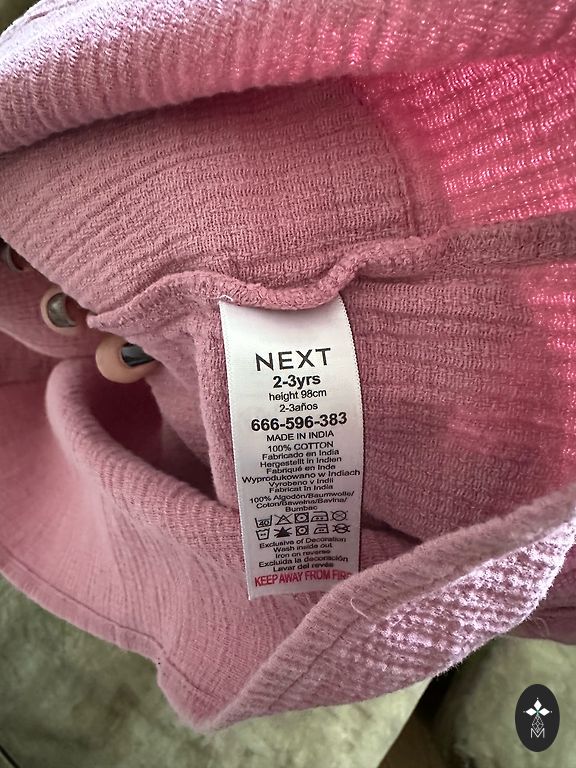 NEXT
2-3yrs
height 98cm
2-3años
666-596-383
MADE IN INDIA
100% COTTON
Fabricado en India
Hergestellt in Indien
Fabriqué en Inde
Wyprodukowano w Indiach
Vyrobeno v Indii
Fabricat în India
100% Algodón/Baumwolle/
Coton/Bawełna/Bavlna/
Bumbac
40
Exclusive of Decoration
Wash inside out
Iron on reverse
Excluida la decoración
Lavar del revés
KEEP AWAY FROM FIRE
M